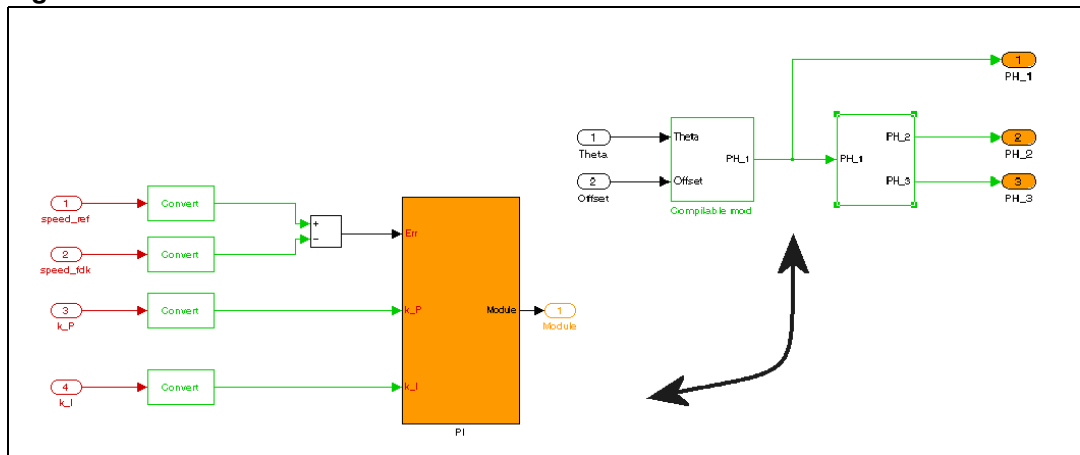 1
speed_ref
Convert
2
speed_fdk
Convert
+
−
3
k_P
Convert
4
k_I
Convert
Err
k_P
k_I
Module
PI
1
Module
1
Theta
2
Offset
Theta
Offset
PH_1
Compilable mod
PH_1
PH_2
PH_3
1
PH_1
2
PH_2
3
PH_3